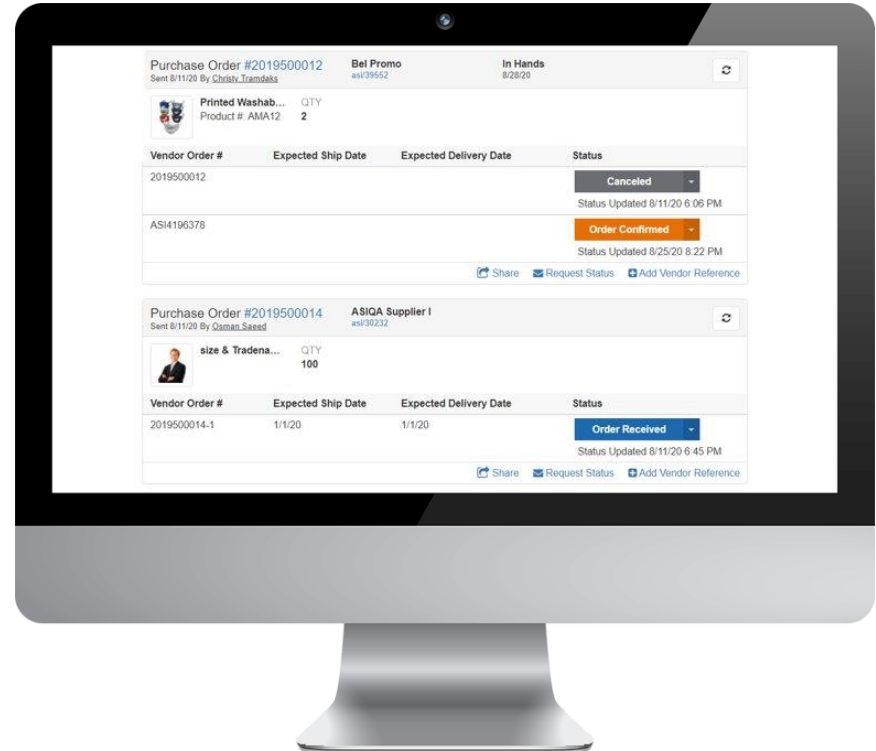 Purchase Order #2019500012 Bel Promo In Hands
Sent 8/11/20 By Christy Tramdaks asi/39552 8/28/20
Printed Washab... QTY
Product #: AMA12 2
Vendor Order # Expected Ship Date Expected Delivery Date Status
2019500012 Canceled
Status Updated 8/11/20 6:06 PM
ASI4196378 Order Confirmed
Status Updated 8/25/20 8:22 PM
Share Request Status Add Vendor Reference
Purchase Order #2019500014 ASIQA Supplier I
Sent 8/11/20 By Osman Saeed asi/30232
size & Tradena... QTY
100
Vendor Order # Expected Ship Date Expected Delivery Date Status
2019500014-1 1/1/20 1/1/20 Order Received
Status Updated 8/11/20 6:45 PM
Share Request Status Add Vendor Reference